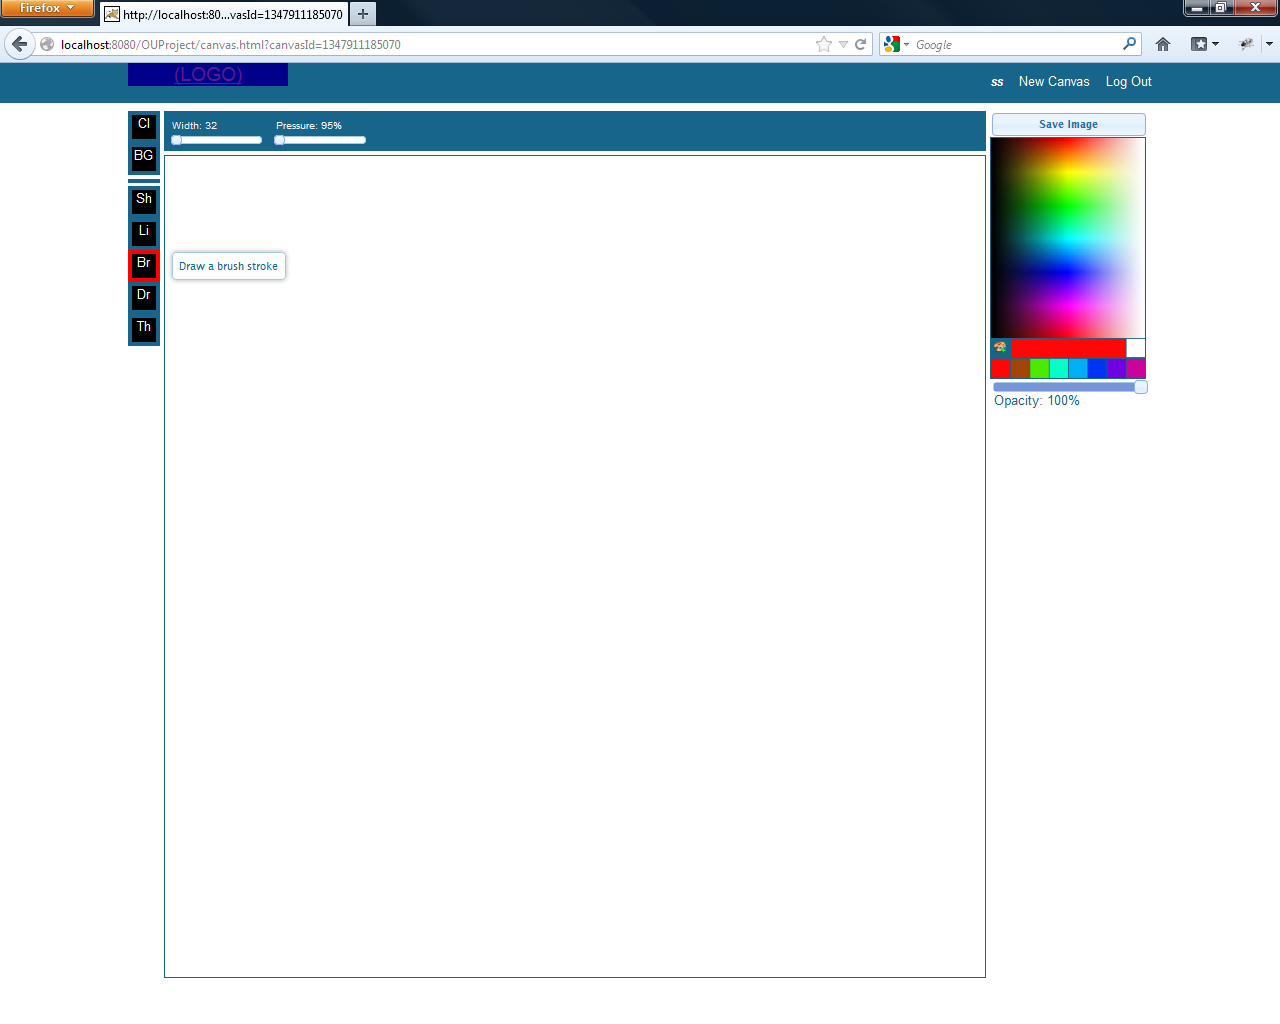 Firefox
http://localhost:80...vasId=1347911185070
localhost:8080/OUProject/canvas.html?canvasId=1347911185070
Google
(LOGO)
ss New Canvas Log Out
Cl
BG
Sh
Li
Br
Dr
Th
Width: 32 Pressure: 95%
Draw a brush stroke
Save Image
Opacity: 100%